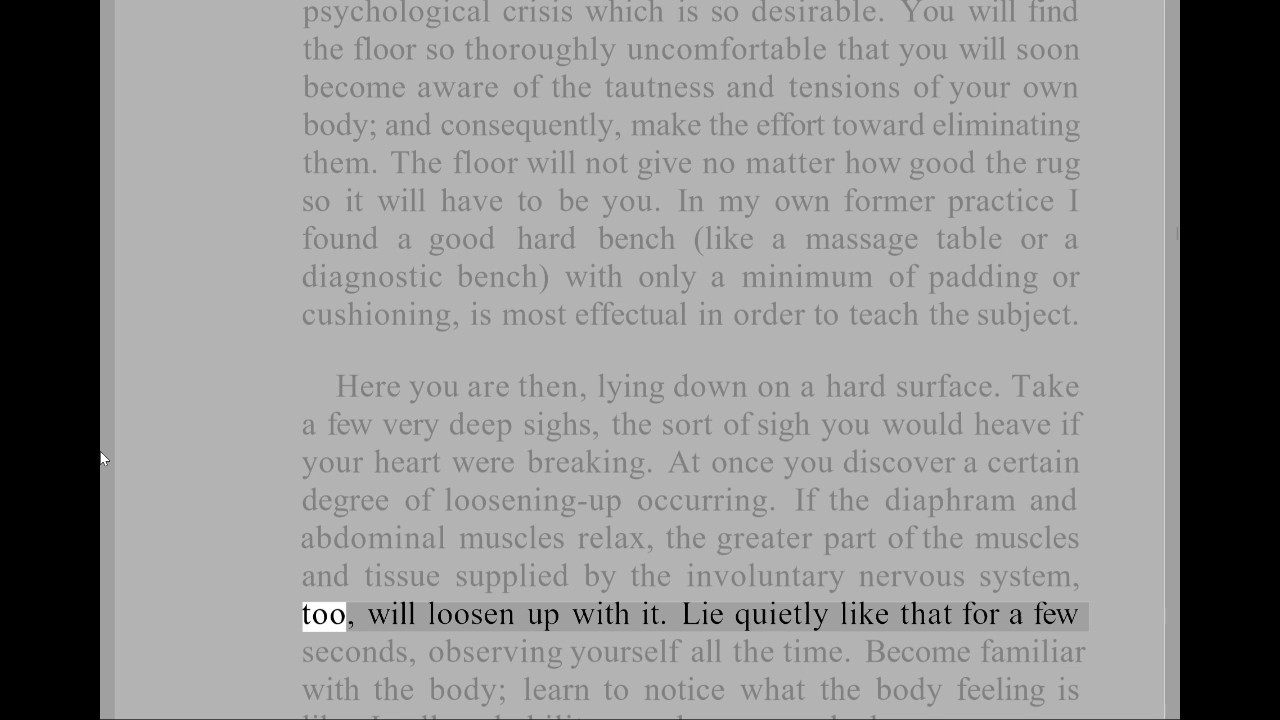 psychological crisis which is so desirable. You will find
the floor so thoroughly uncomfortable that you will soon
become aware of the tautness and tensions of your own
body; and consequently, make the effort toward eliminating
them. The floor will not give no matter how good the rug
so it will have to be you. In my own former practice I
found a good hard bench (like a massage table or a
diagnostic bench) with only a minimum of padding or
cushioning, is most effectual in order to teach the subject.
Here you are then, lying down on a hard surface. Take
a few very deep sighs, the sort of sigh you would heave if
your heart were breaking. At once you discover a certain
degree of loosening-up occurring. If the diaphram and
abdominal muscles relax, the greater part of the muscles
and tissue supplied by the involuntary nervous system,
too, will loosen up with it. Lie quietly like that for a few
seconds, observing yourself all the time. Become familiar
with the body; learn to notice what the body feeling is